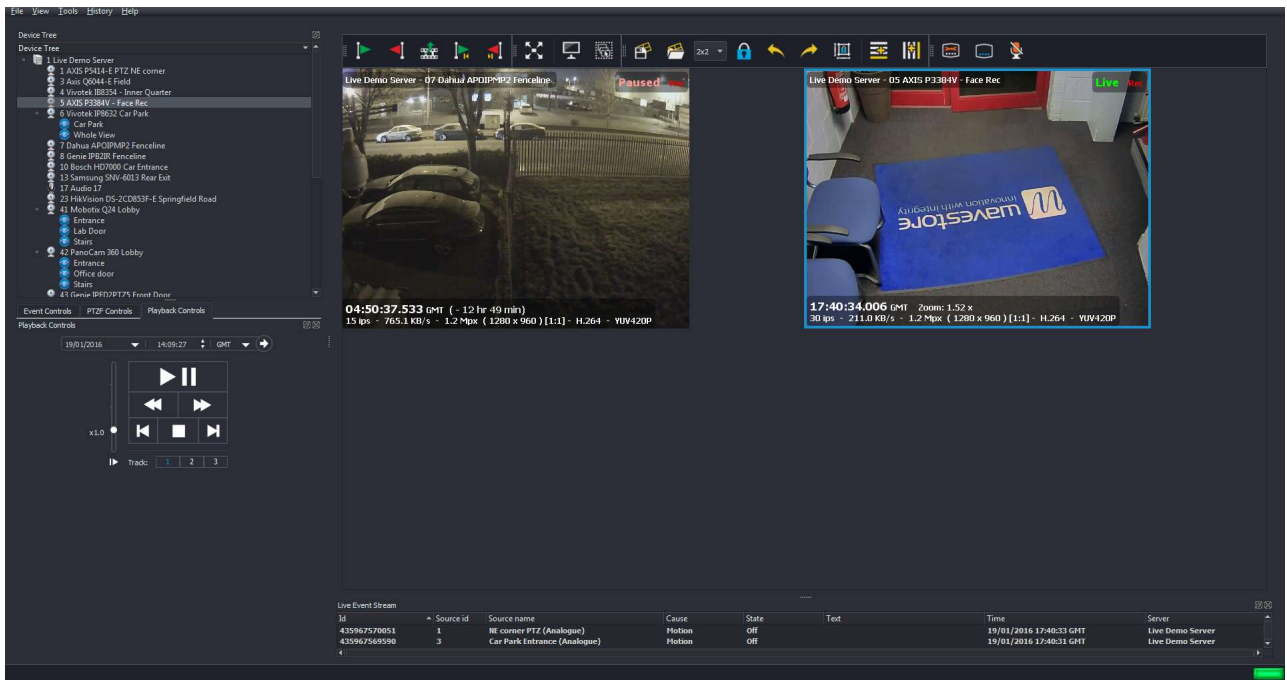 File View Tools History Help
Device Tree
Device Tree
1 Live Demo Server
1 AXIS P5414-E PTZ NE corner
3 Axis Q6044-E Field
4 Vivotek IB8354 - Inner Quarter
5 AXIS P3384V - Face Rec
6 Vivotek IP8632 Car Park
Car Park
Whole View
7 Dahua APOIPMP2 Fenceline
8 Genie IPB2IR Fenceline
10 Bosch HD7000 Car Entrance
13 Samsung SNV-6013 Rear Exit
17 Audio 17
23 HikVision DS-2CD853F-E Springfield Road
41 Mobotix Q24 Lobby
Entrance
Lab Door
Stairs
42 PanoCam 360 Lobby
Entrance
Office door
Stairs
43 Genie IPFD2PTZ5 Front Door
Event Controls PTZF Controls Playback Controls
Playback Controls
19/01/2016 14:09:27 GMT
x1.0
Track: 1 2 3
2x2
Live Demo Server - 07 Dahua APOIPMP2 Fenceline Paused Rec
04:50:37.533 GMT ( - 12 hr 49 min)
15 ips - 765.1 KB/s - 1.2 Mpx ( 1280 x 960 ) [1:1] - H.264 - YUV420P
Live Demo Server - 05 AXIS P3384V - Face Rec Live Rec
wavestore
innovation with integrity
17:40:34.006 GMT Zoom: 1.52 x
30 ips - 211.0 KB/s - 1.2 Mpx ( 1280 x 960 ) [1:1] - H.264 - YUV420P
Live Event Stream
Id Source id Source name Cause State Text Time Server
435967570051 1 NE corner PTZ (Analogue) Motion Off 19/01/2016 17:40:33 GMT Live Demo Server
435967569590 3 Car Park Entrance (Analogue) Motion Off 19/01/2016 17:40:31 GMT Live Demo Server